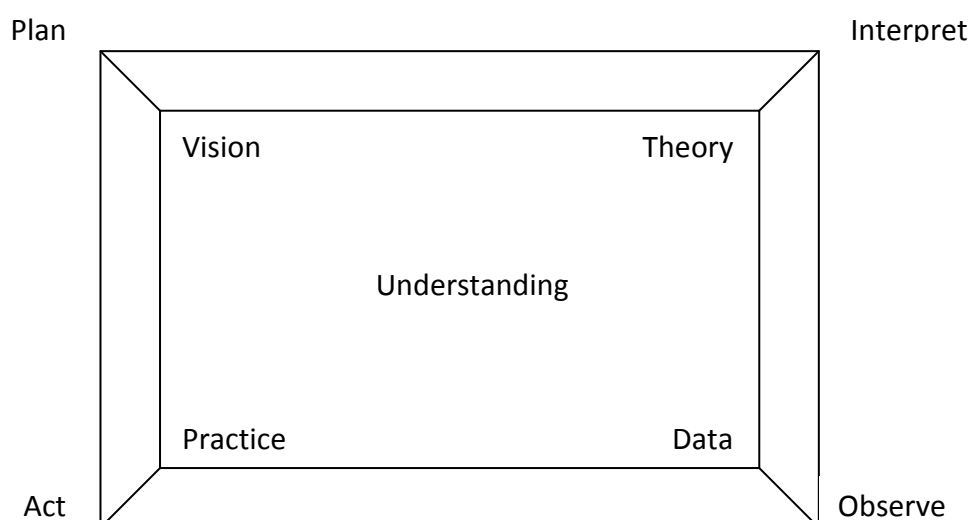 Plan Interpret
Vision Theory
Understanding
Practice Data
Act Observe